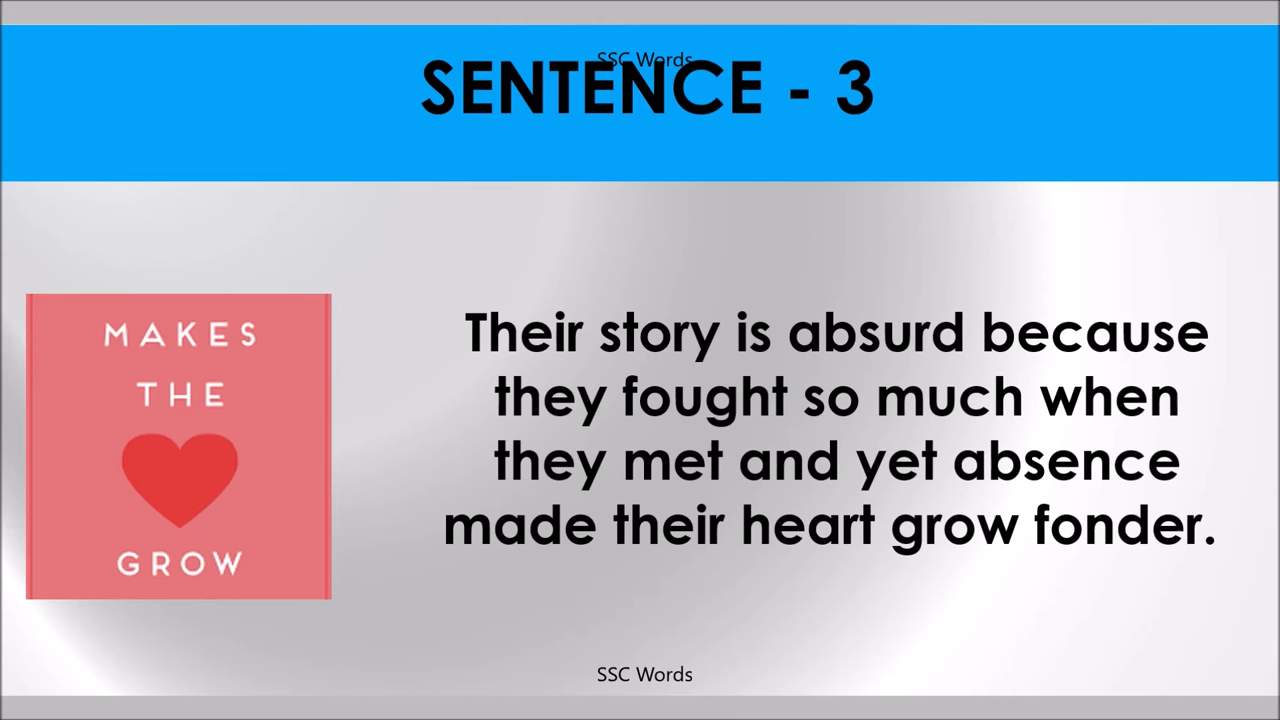 SSC Words
SENTENCE - 3
MAKES
THE
GROW
Their story is absurd because
they fought so much when
they met and yet absence
made their heart grow fonder.
SSC Words